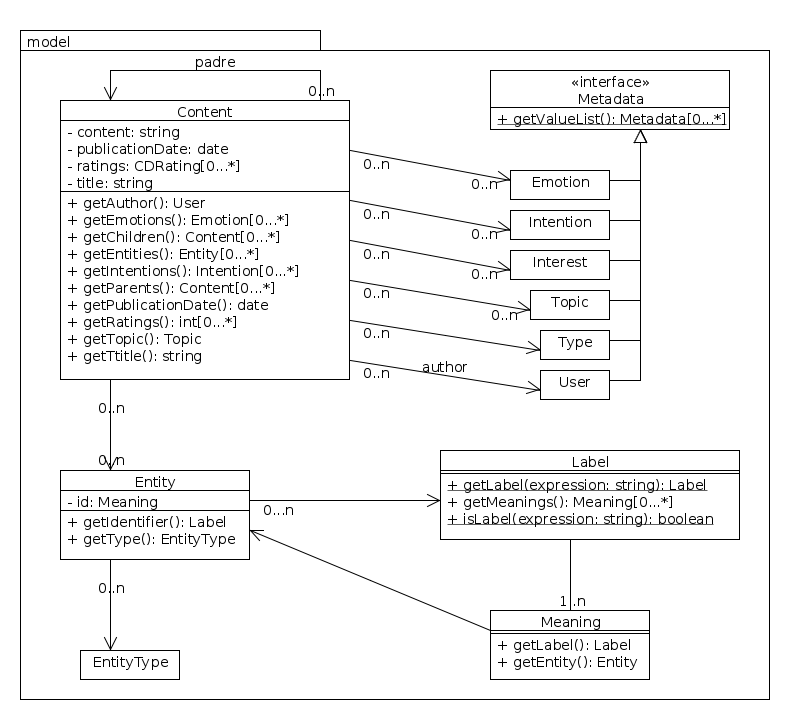 model
padre
0..n
«interface»
Metadata
+ getValueList(): Metadata[0...*]
Content
- content: string
- publicationDate: date
- ratings: CDRating[0...*]
- title: string
+ getAuthor(): User
+ getEmotions(): Emotion[0...*]
+ getChildren(): Content[0...*]
+ getEntities(): Entity[0...*]
+ getIntentions(): Intention[0...*]
+ getParents(): Content[0...*]
+ getPublicationDate(): date
+ getRatings(): int[0...*]
+ getTopic(): Topic
+ getTtitle(): string
0..n
0..n
Emotion
0..n
0..n
Intention
0..n
0..n
Interest
0..n
0..n
Topic
0..n
Type
0..n
author
User
0..n
0..n
Entity
- id: Meaning
+ getIdentifier(): Label
+ getType(): EntityType
0...n
Label
+ getLabel(expression: string): Label
+ getMeanings(): Meaning[0...*]
+ isLabel(expression: string): boolean
0..n
1..n
EntityType
Meaning
+ getLabel(): Label
+ getEntity(): Entity